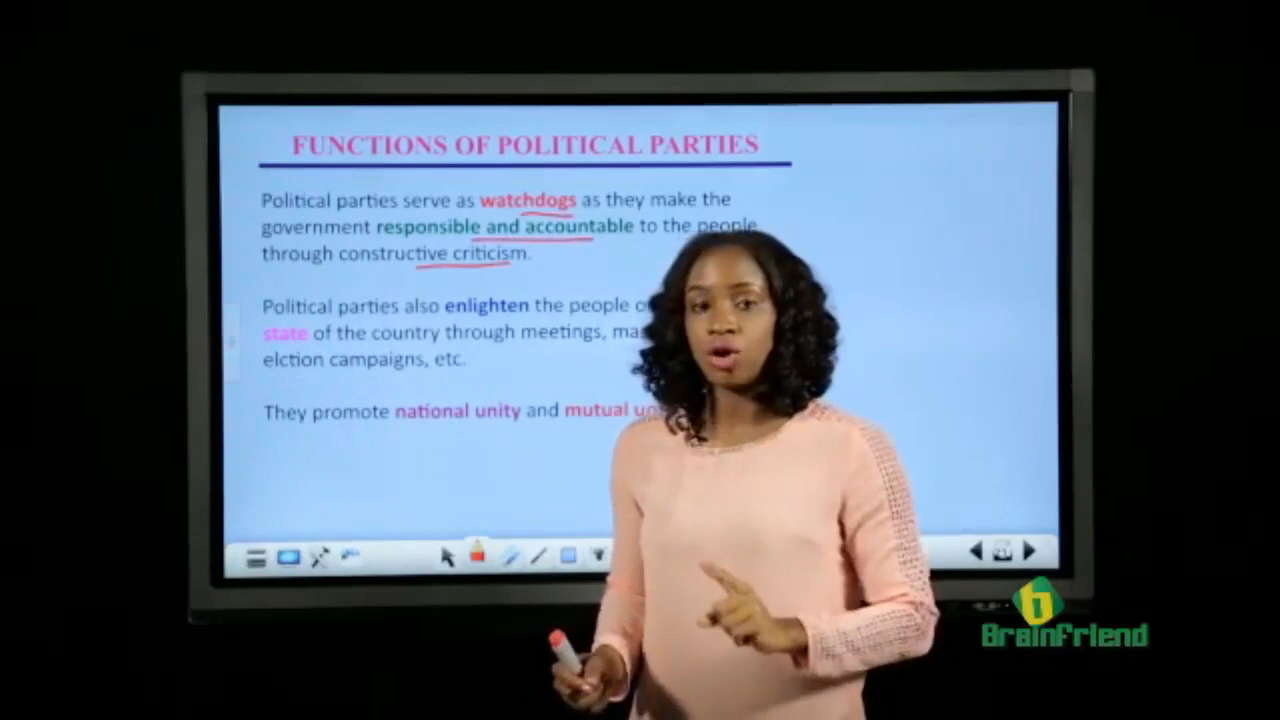 FUNCTIONS OF POLITICAL PARTIES
Political parties serve as watchdogs as they make the
government responsible and accountable to the people
through constructive criticism.
Political parties also enlighten the people
state of the country through meetings,
elction campaigns, etc.
They promote national unity and mutual
21
b
BrainFriend